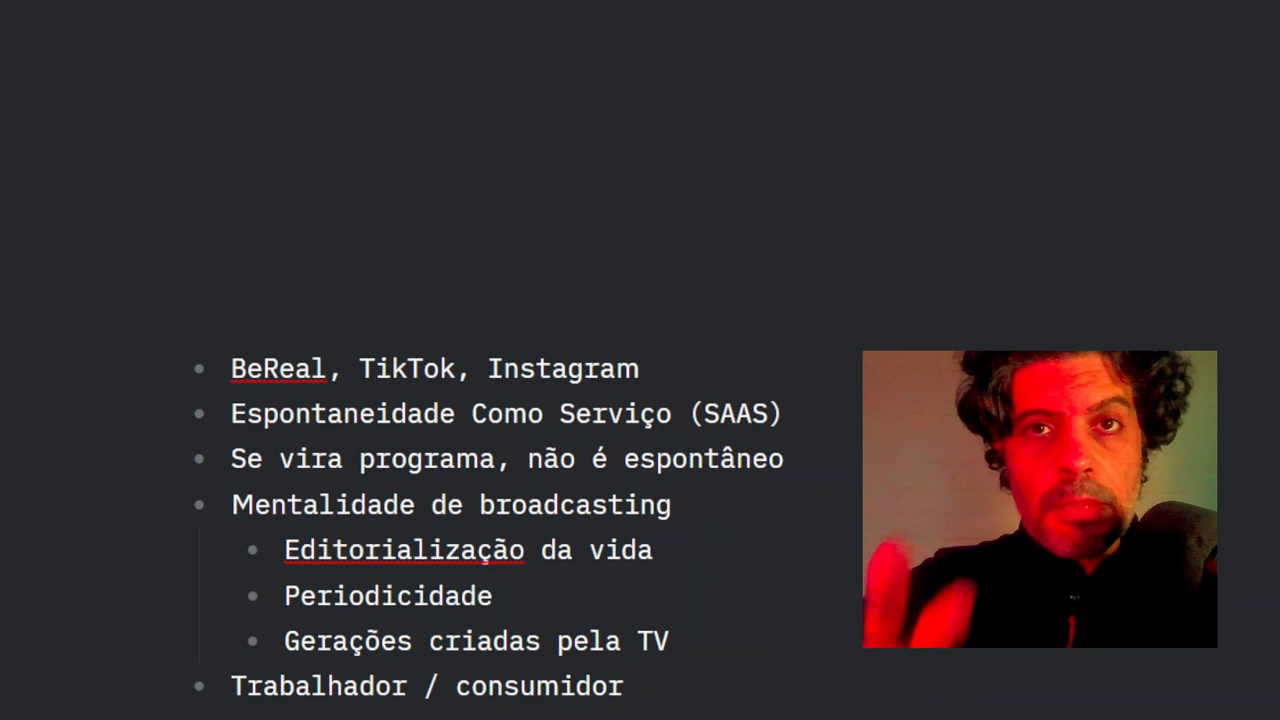 BeReal, TikTok, Instagram
Espontaneidade Como Serviço (SAAS)
Se vira programa, não é espontâneo
Mentalidade de broadcasting
Editorialização da vida
Periodicidade
Gerações criadas pela TV
Trabalhador / consumidor